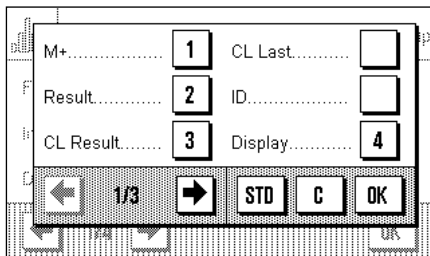 M+.............. 1 CL Last.
Result............ 2 ID....................
CL Result........ 3 Display............ 4
1/3 STD C OK